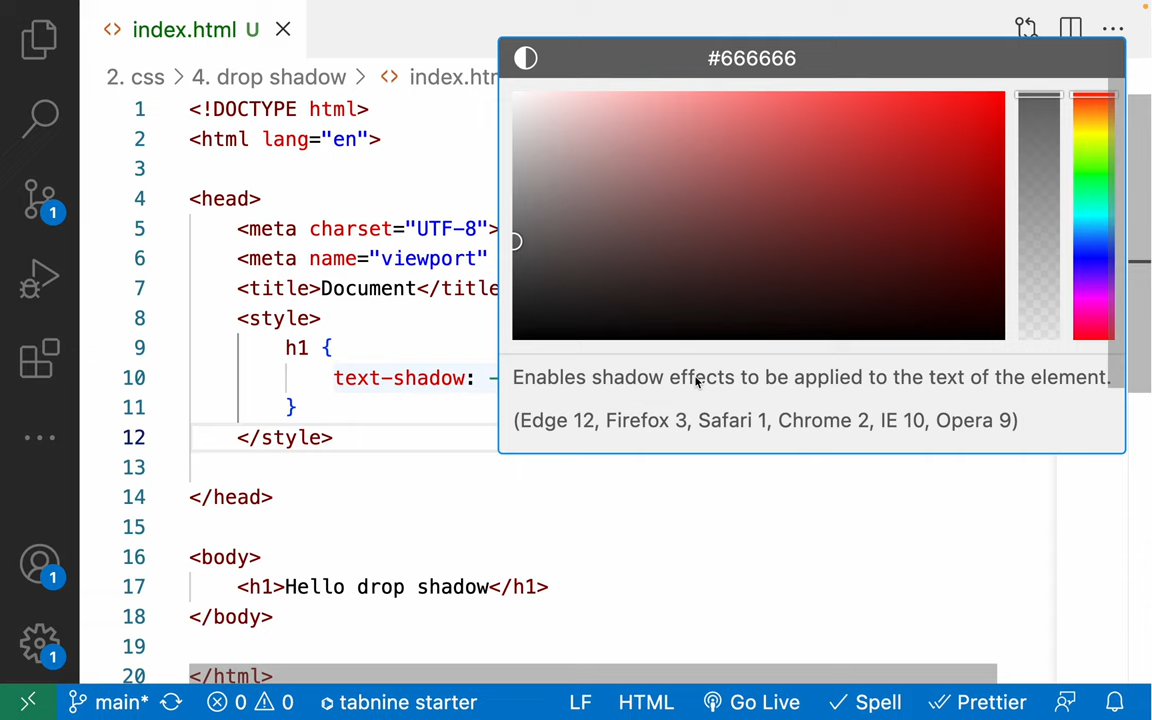 index.html U
2. css > 4. drop shadow > index.htm
#666666
1 <!DOCTYPE html>
2 <html lang="en">
3
4 <head>
5 <meta charset="UTF-8">
6 <meta name="viewport"
7 <title>Document</title
8 <style>
9 h1 {
10 text-shadow: -
11 }
12 </style>
13
14 </head>
15
16 <body>
17 <h1>Hello drop shadow</h1>
18 </body>
19
20 </html>
Enables shadow effects to be applied to the text of the element.
(Edge 12, Firefox 3, Safari 1, Chrome 2, IE 10, Opera 9)
1
1
1
main* 0 0 tabnine starter LF HTML Go Live Spell Prettier